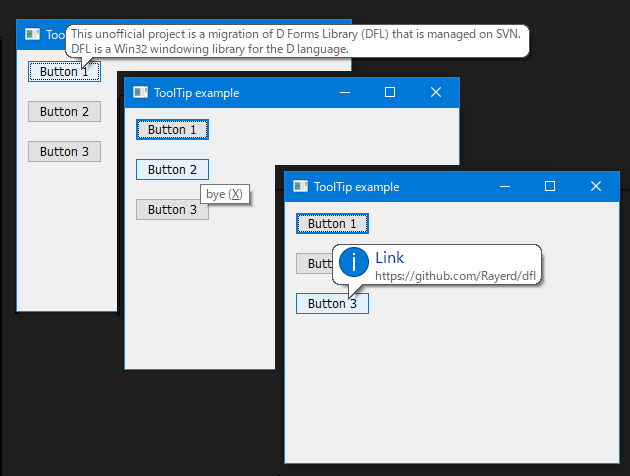 Tool
This unofficial project is a migration of D Forms Library (DFL) that is managed on SVN.
DFL is a Win32 windowing library for the D language.
Button 1
Button 2
Button 3
ToolTip example
Button 1
Button 2
bye (X)
Button 3
ToolTip example
Button 1
Link
https://github.com/Rayerd/dfl
Button 3